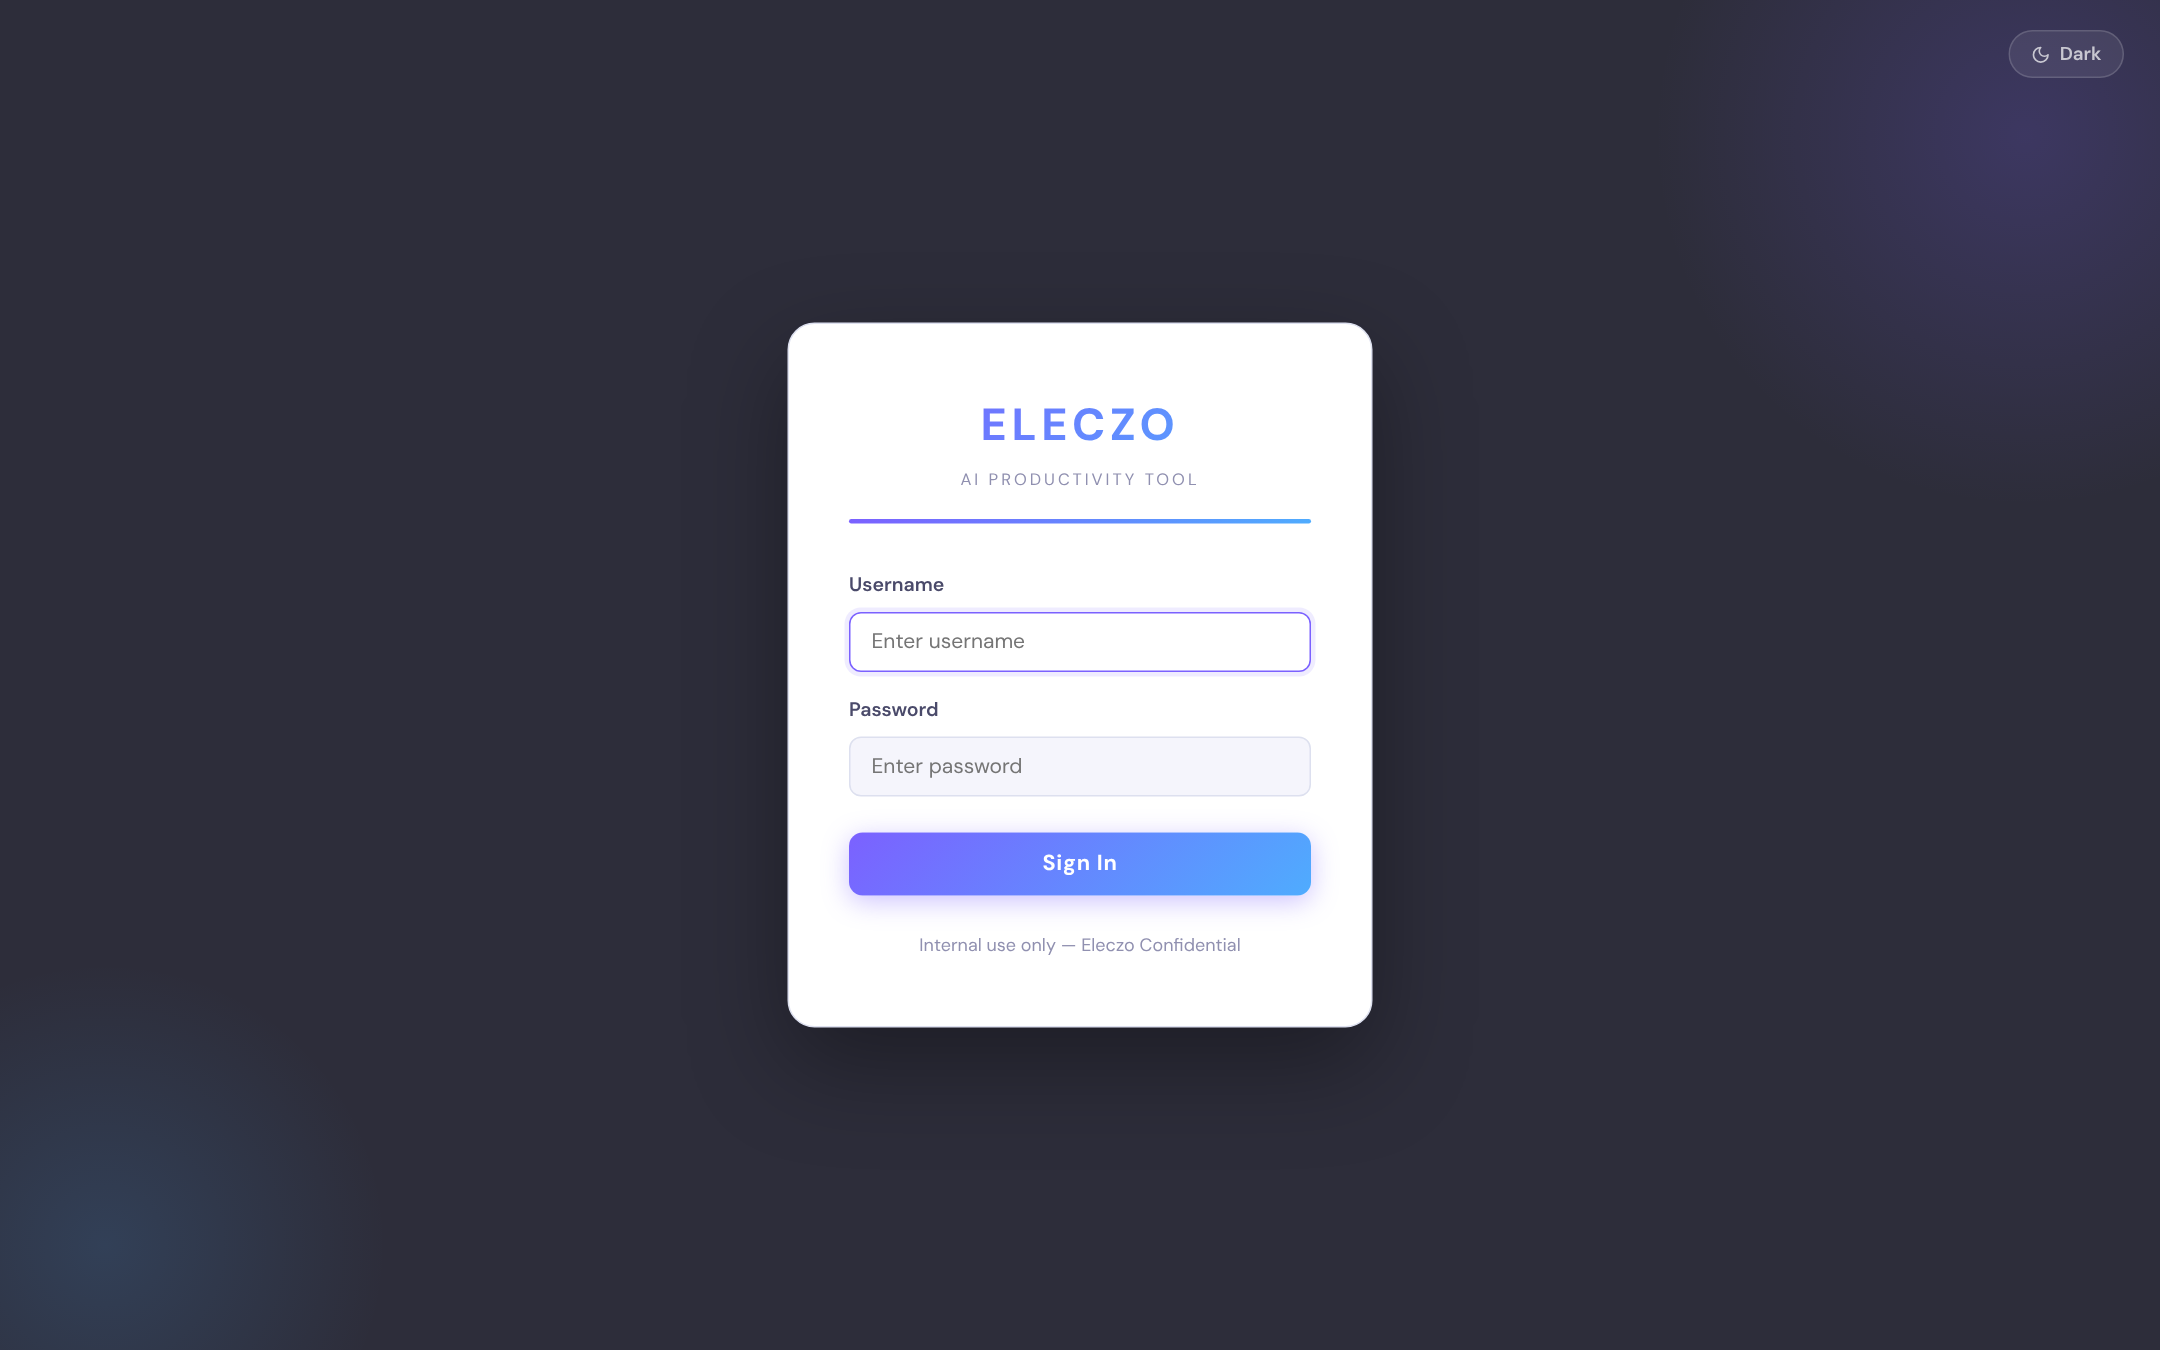 Dark
ELECZO
AI PRODUCTIVITY TOOL
Username
Enter username
Password
Enter password
Sign In
Internal use only — Eleczo Confidential